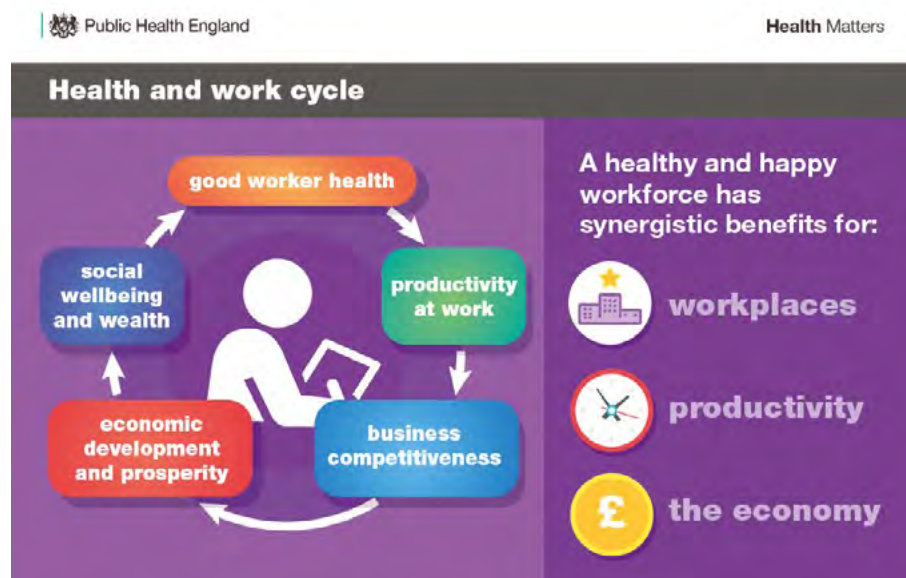 Public Health England
Health Matters
Health and work cycle
good worker health
productivity
at work
business
competitiveness
economic
development
and prosperity
social
wellbeing
and wealth
A healthy and happy
workforce has
synergistic benefits for:
workplaces
productivity
£
the economy